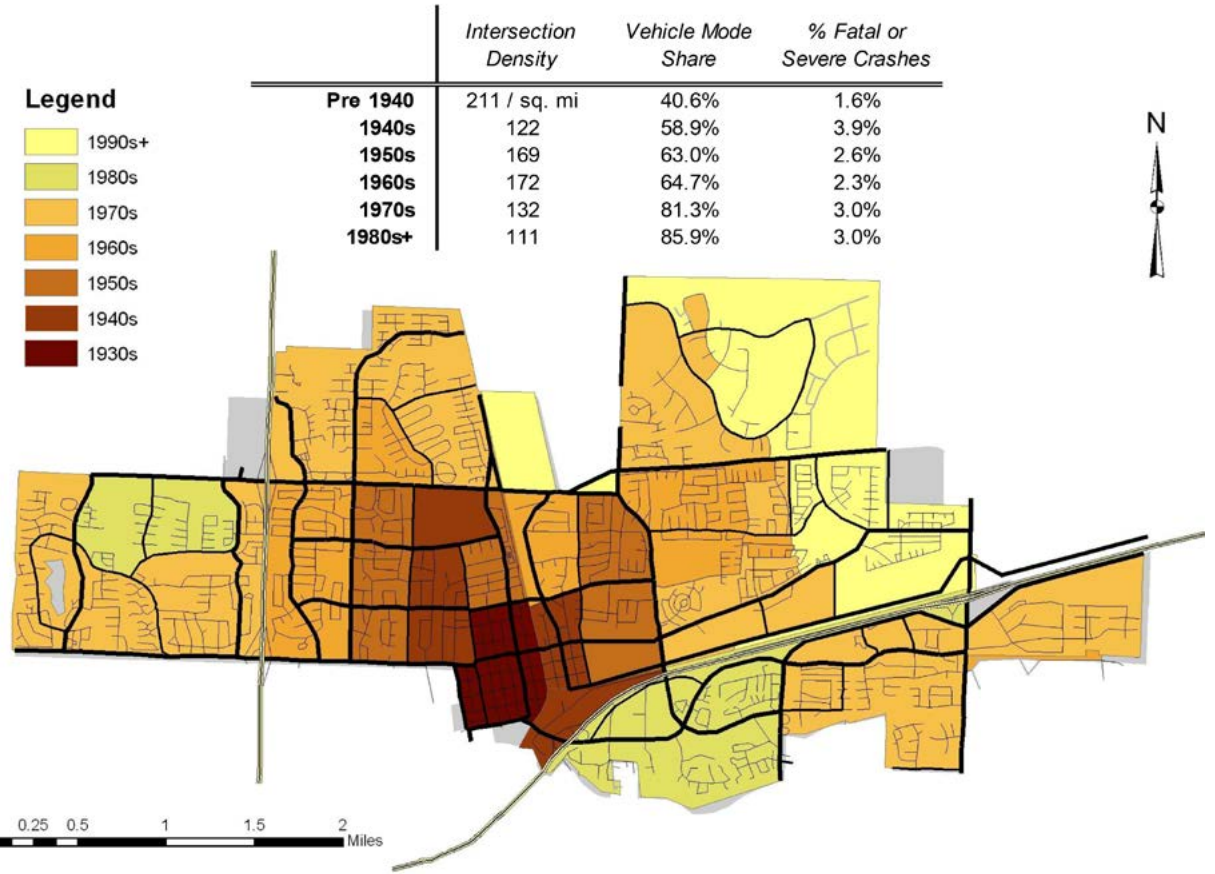 Intersection Density Vehicle Mode Share % Fatal or Severe Crashes
Pre 1940 211 / sq. mi 40.6% 1.6%
1940s 122 58.9% 3.9%
1950s 169 63.0% 2.6%
1960s 172 64.7% 2.3%
1970s 132 81.3% 3.0%
1980s+ 111 85.9% 3.0%
Legend
1990s+
1980s
1970s
1960s
1950s
1940s
1930s
N
0.25 0.5 1 1.5 2
Miles